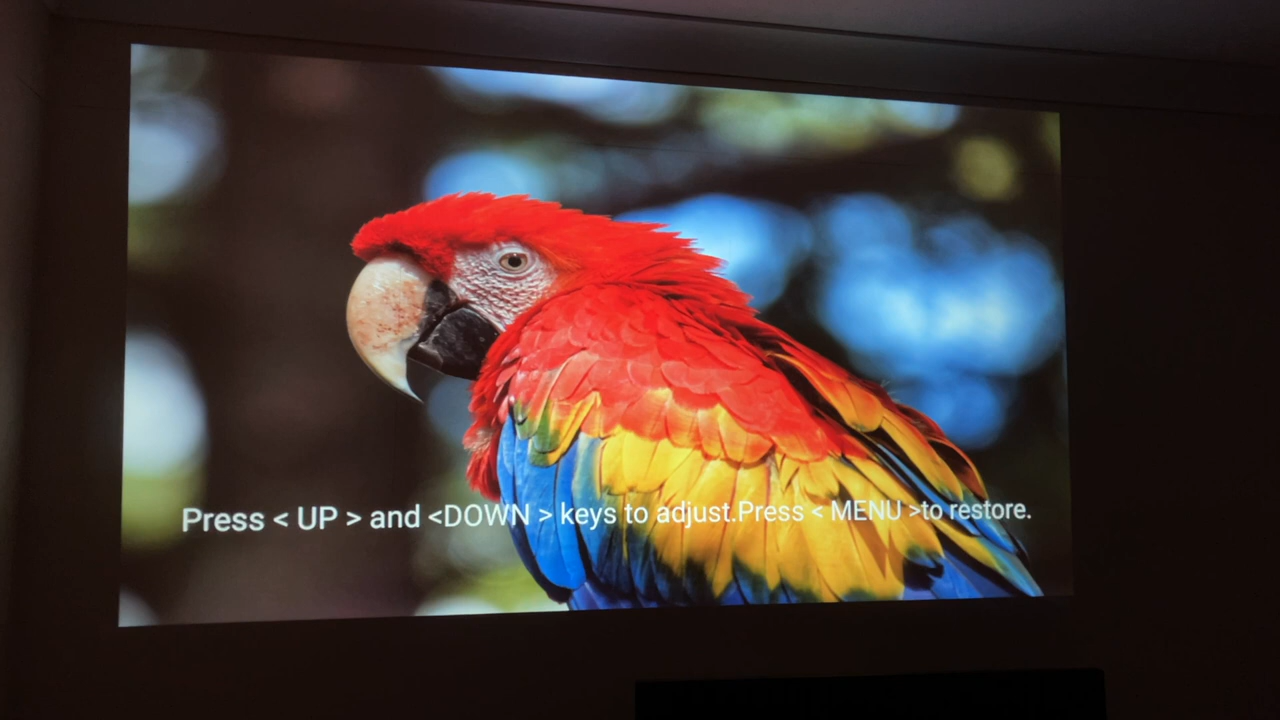 Press < UP > and <DOWN > keys to adjust.Press < MENU >to restore.